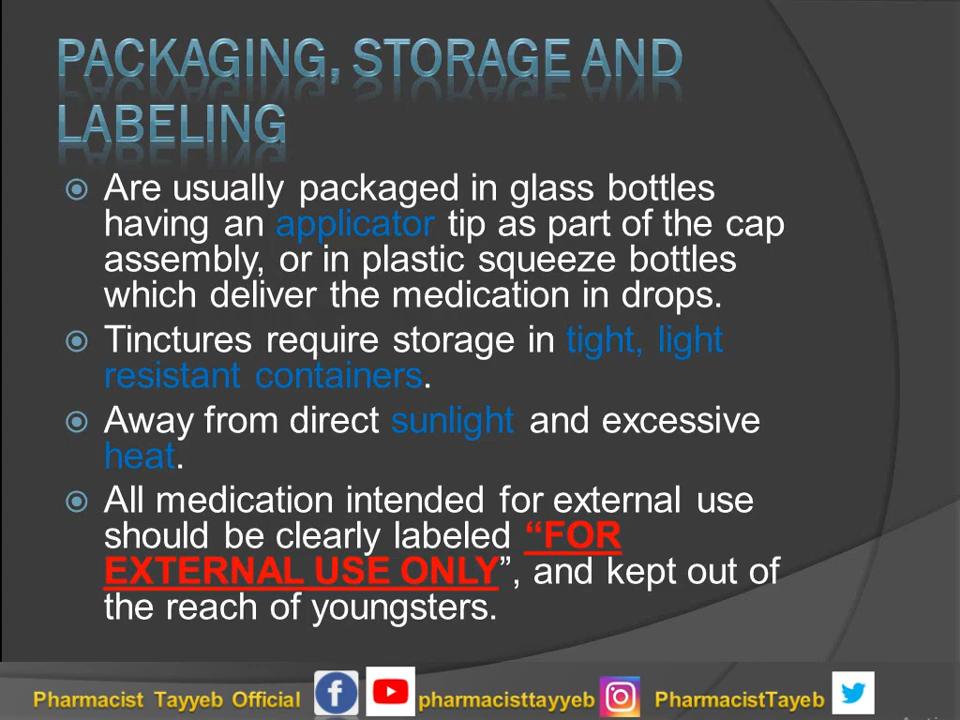 PACKAGING, STORAGE AND
LABELING
Are usually packaged in glass bottles
having an applicator tip as part of the cap
assembly, or in plastic squeeze bottles
which deliver the medication in drops.
Tinctures require storage in tight, light
resistant containers.
Away from direct sunlight and excessive
heat.
All medication intended for external use
should be clearly labeled “FOR
EXTERNAL USE ONLY”, and kept out of
the reach of youngsters.
Pharmacist Tayyeb Official pharmacisttayyeb PharmacistTayeb